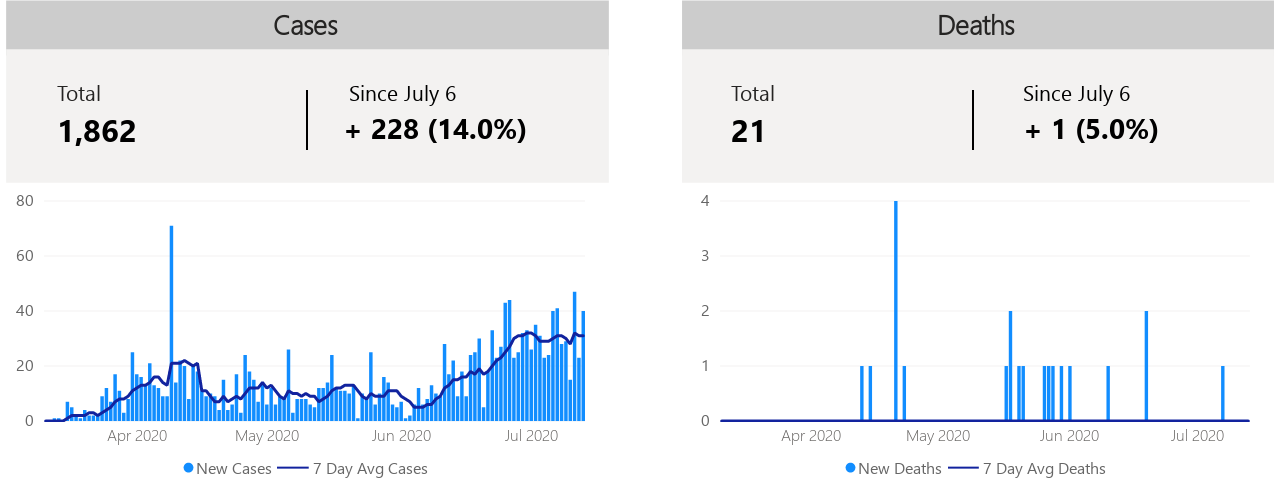 Cases
Total
Since July 6
1,862
+ 228 (14.0%)
80
60
40
20
0
Apr 2020
May 2020
Jun 2020
Jul 2020
New Cases
7 Day Avg Cases
Deaths
Total
Since July 6
21
+ 1 (5.0%)
4
3
2
1
0
Apr 2020
May 2020
Jun 2020
Jul 2020
New Deaths
7 Day Avg Deaths